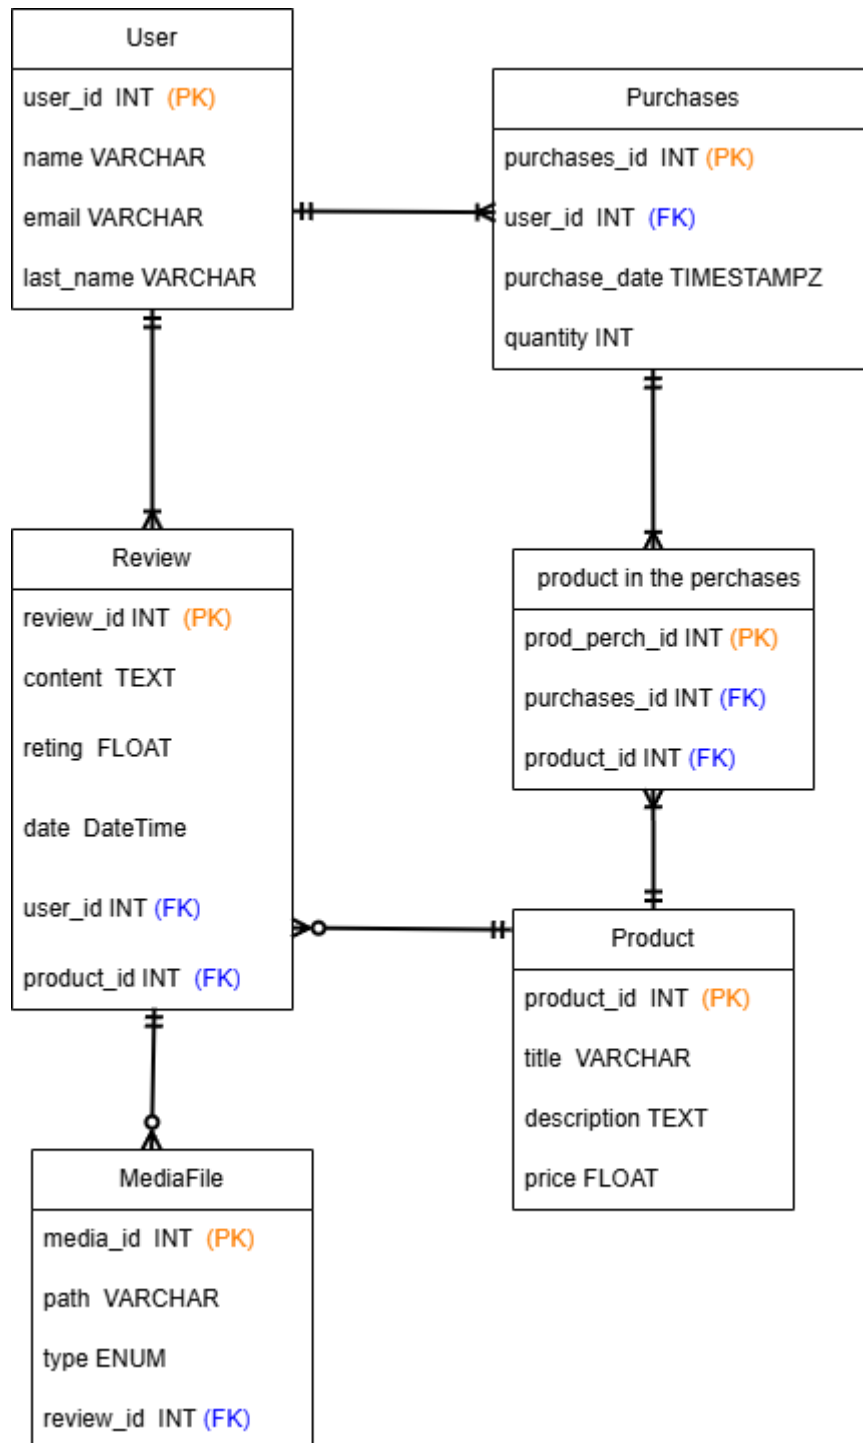 User
user_id INT (PK)
name VARCHAR
email VARCHAR
last_name VARCHAR
Purchases
purchases_id INT (PK)
user_id INT (FK)
purchase_date TIMESTAMPZ
quantity INT
Review
review_id INT (PK)
content TEXT
reting FLOAT
date DateTime
user_id INT (FK)
product_id INT (FK)
product in the perchases
prod_perch_id INT (PK)
purchases_id INT (FK)
product_id INT (FK)
Product
product_id INT (PK)
title VARCHAR
description TEXT
price FLOAT
MediaFile
media_id INT (PK)
path VARCHAR
type ENUM
review_id INT (FK)